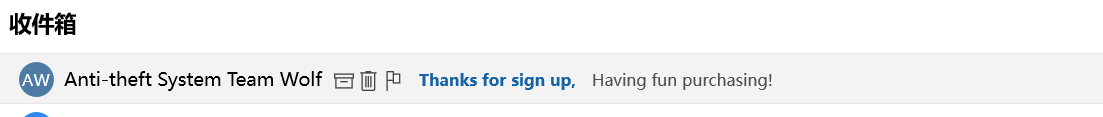 收件箱
AW Anti-theft System Team Wolf Thanks for sign up, Having fun purchasing!